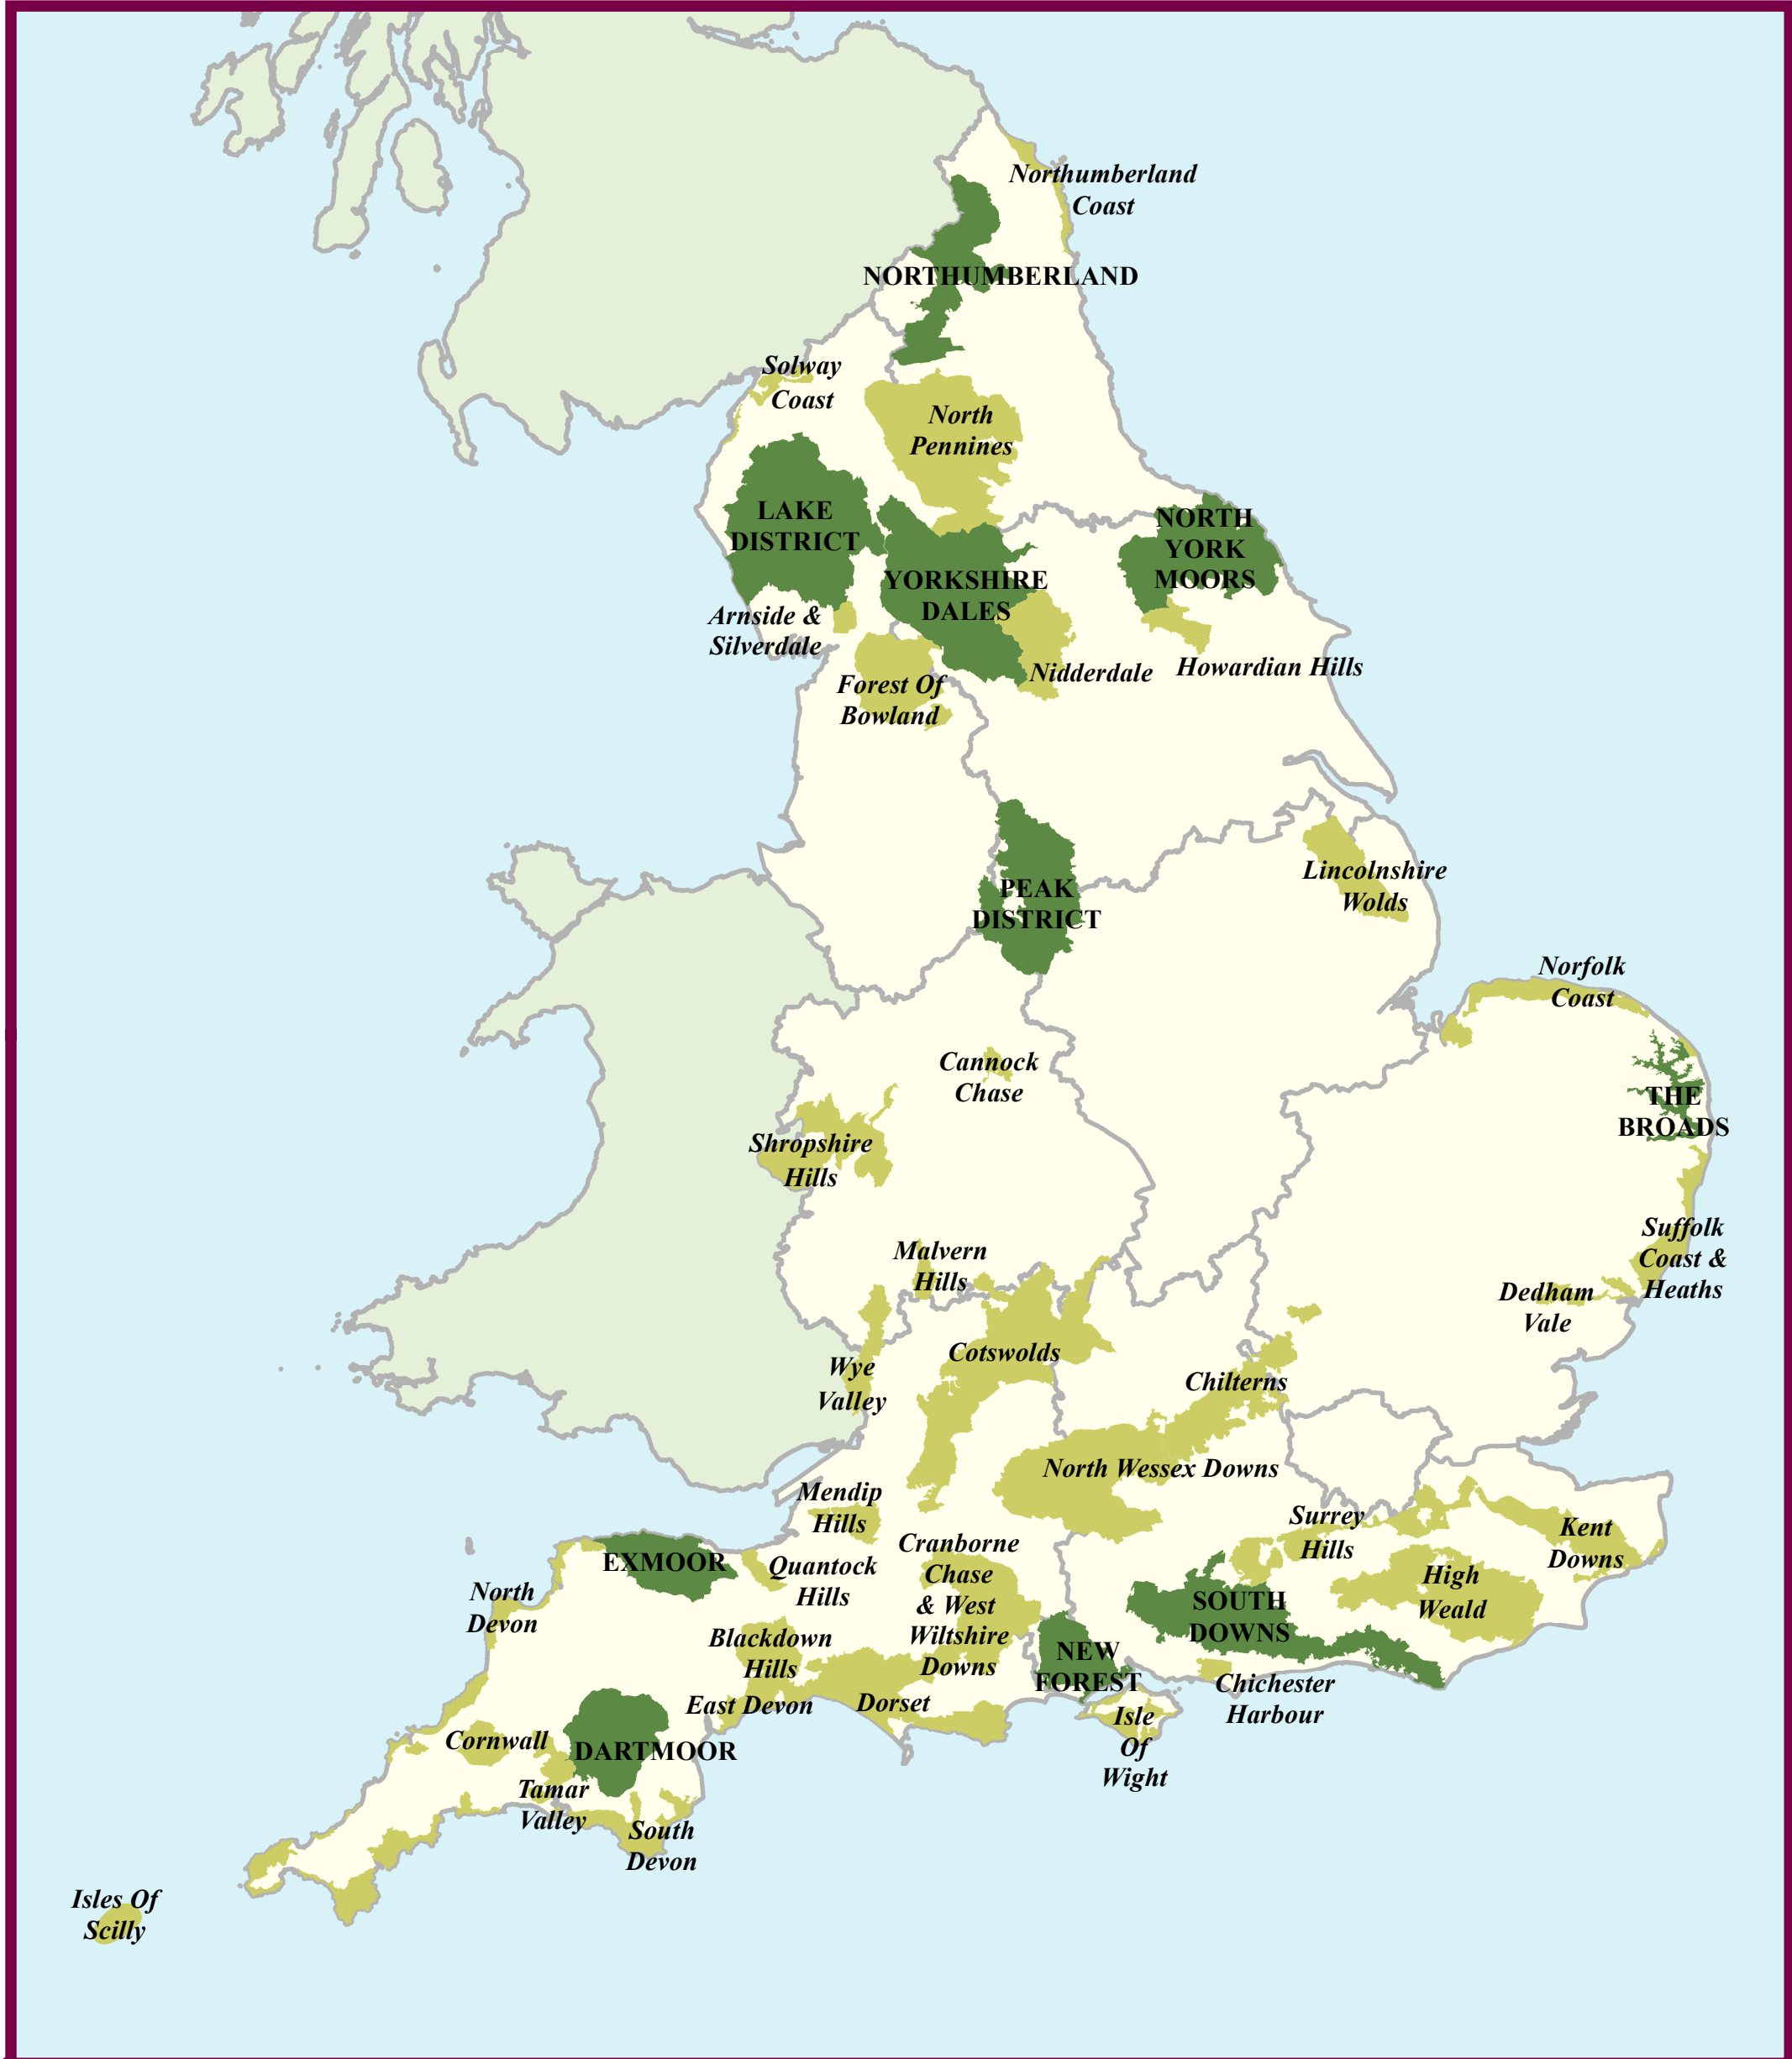 Northumberland
Coast
NORTHUMBERLAND
Solway
Coast
North
Pennines
LAKE
DISTRICT
NORTH
YORK
MOORS
YORKSHIRE
DALES
Arnside &
Silverdale
Howardian Hills
Nidderdale
Forest Of
Bowland
Lincolnshire
Wolds
PEAK
DISTRICT
Norfolk
Coast
Cannock
Chase
THE
BROADS
Shropshire
Hills
Suffolk
Coast &
Heaths
Malvern
Hills
Dedham
Vale
Cotswolds
Wye
Valley
Chilterns
North Wessex Downs
Mendip
Hills
Surrey
Hills
Kent
Downs
Cranborne
Chase
& West
Wiltshire
Downs
EXMOOR
Quantock
Hills
High
Weald
North
Devon
SOUTH
DOWNS
Blackdown
Hills
NEW
FOREST
Chichester
Harbour
East Devon
Dorset
Isle
Of
Wight
Cornwall
DARTMOOR
Tamar
Valley
South
Devon
Isles Of
Scilly